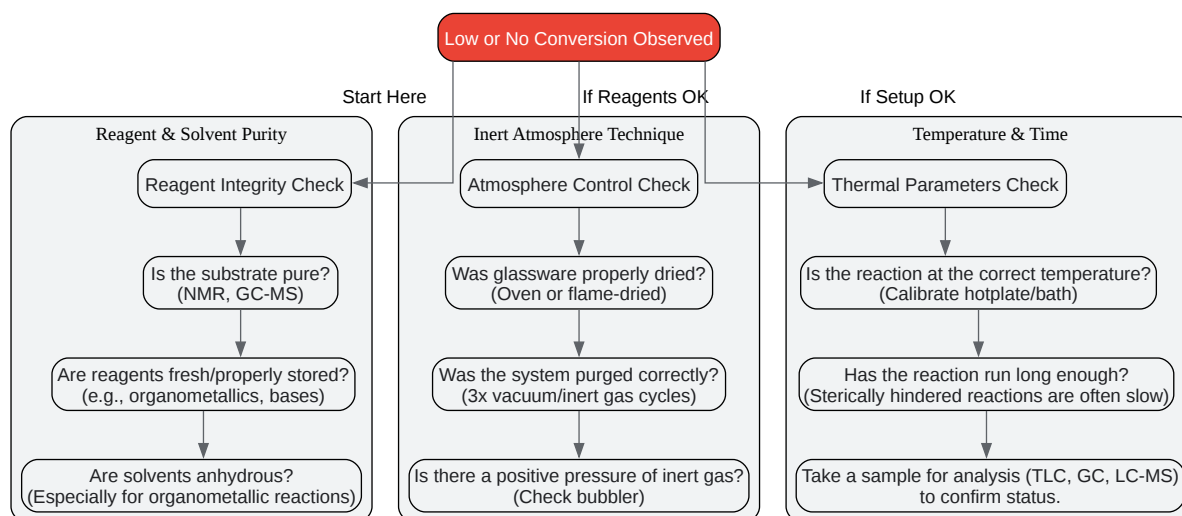 Low or No Conversion Observed
Start Here
If Reagents OK
If Setup OK
Reagent & Solvent Purity
Reagent Integrity Check
Is the substrate pure?
(NMR, GC-MS)
Are reagents fresh/properly stored?
(e.g., organometallics, bases)
Are solvents anhydrous?
(Especially for organometallic reactions)
Inert Atmosphere Technique
Atmosphere Control Check
Was glassware properly dried?
(Oven or flame-dried)
Was the system purged correctly?
(3x vacuum/inert gas cycles)
Is there a positive pressure of inert gas?
(Check bubbler)
Temperature & Time
Thermal Parameters Check
Is the reaction at the correct temperature?
(Calibrate hotplate/bath)
Has the reaction run long enough?
(Sterically hindered reactions are often slow)
Take a sample for analysis (TLC, GC, LC-MS)
to confirm status.